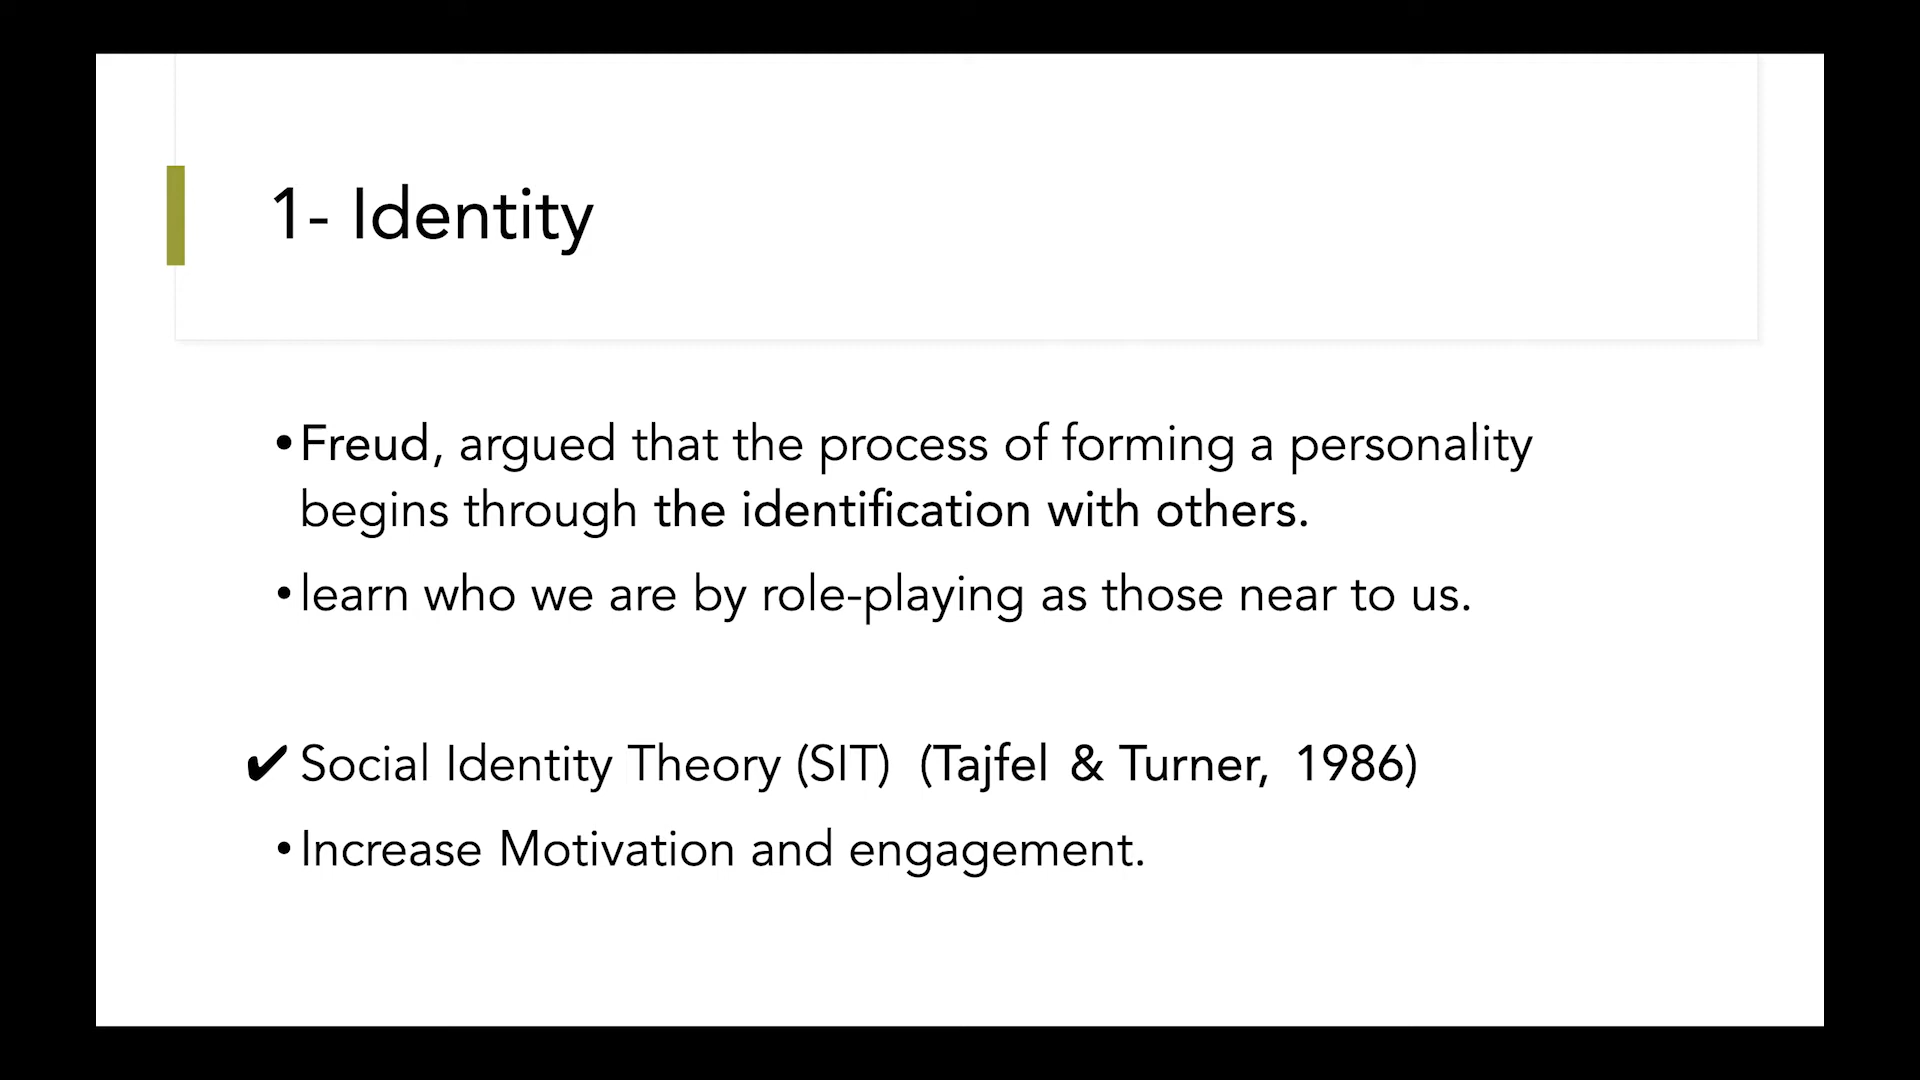 1- Identity
•Freud, argued that the process of forming a personality
begins through the identification with others.
•learn who we are by role-playing as those near to us.
✔ Social Identity Theory (SIT) (Tajfel & Turner, 1986)
•Increase Motivation and engagement.